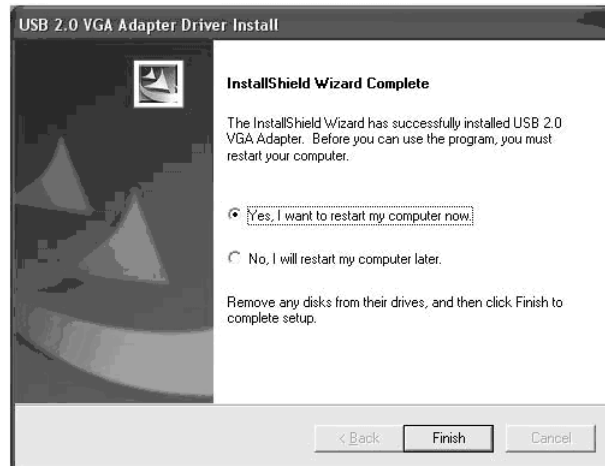 USB 2.0 VGA Adapter Driver Install
InstallShield Wizard Complete
The InstallShield Wizard has successfully installed USB 2.0
VGA Adapter. Before you can use the program, you must
restart your computer.
Yes, I want to restart my computer now.
No, I will restart my computer later.
Remove any disks from their drives, and then click Finish to
complete setup.
< Back Finish Cancel